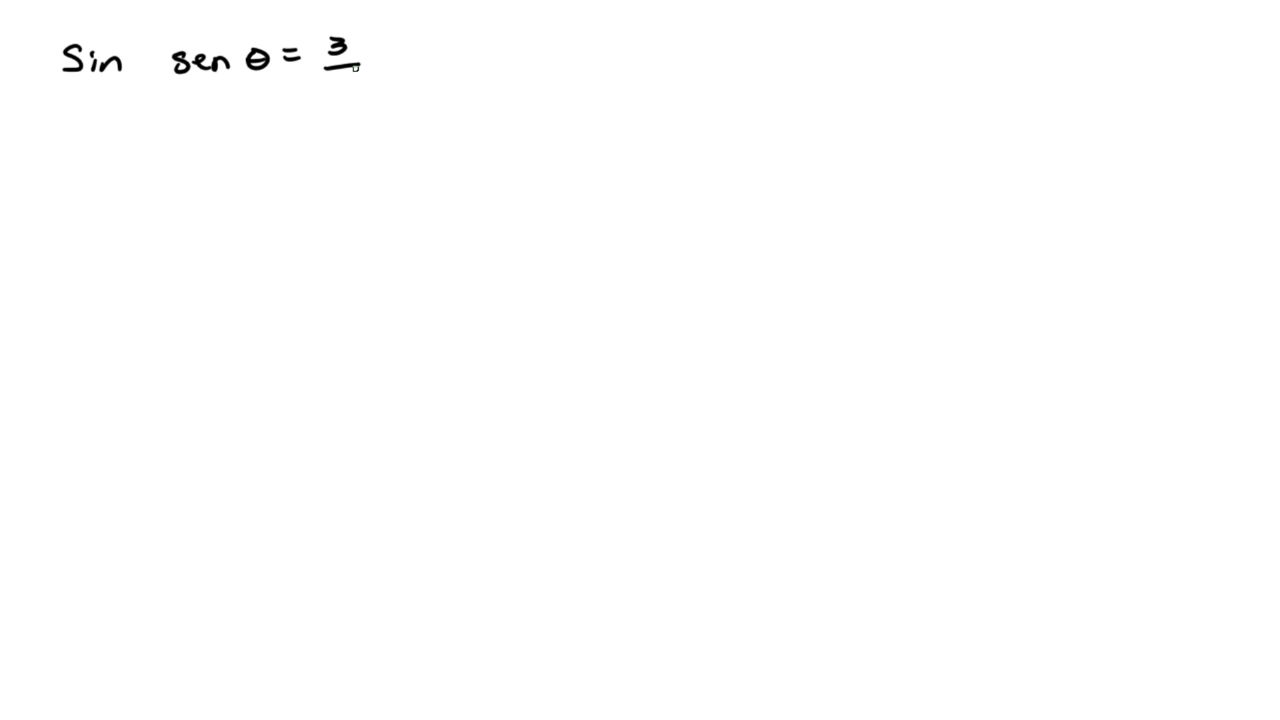 Sin sen θ = 3/